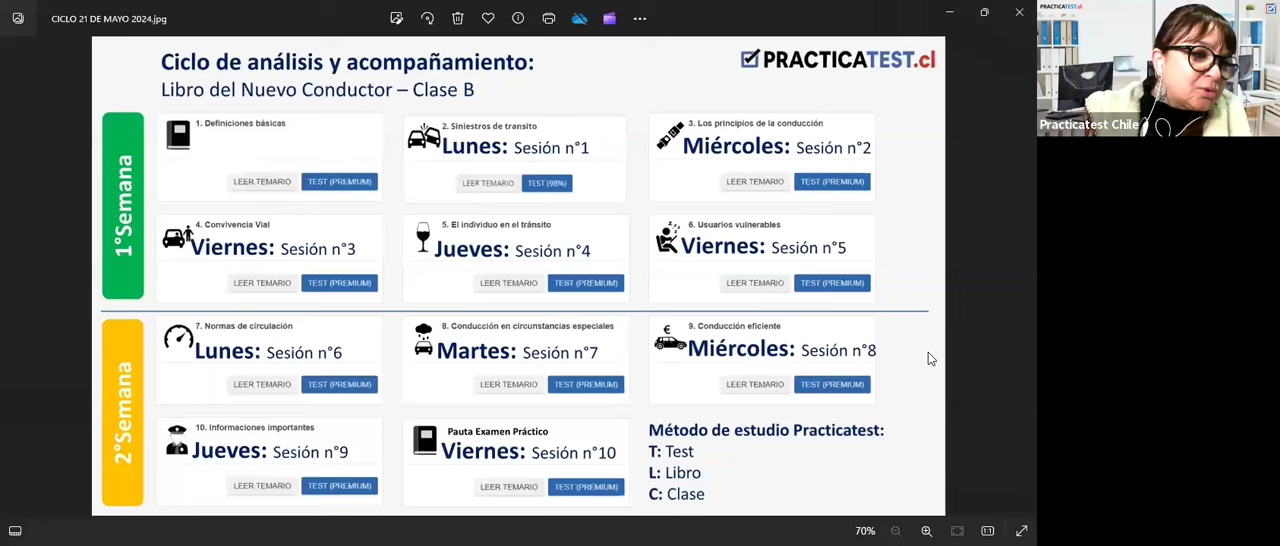 CICLO 21 DE MAYO 2024.jpg
PRACTICATEST.cl
Practicatest Chile
Ciclo de análisis y acompañamiento:
Libro del Nuevo Conductor – Clase B
PRACTICATEST.cl
1°Semana
1. Definiciones básicas
LEER TEMARIO TEST (PREMIUM)
2. Siniestros de transito
Lunes: Sesión n°1
LEER TEMARIO TEST (98%)
3. Los principios de la conducción
Miércoles: Sesión n°2
LEER TEMARIO TEST (PREMIUM)
4. Convivencia Vial
Viernes: Sesión n°3
LEER TEMARIO TEST (PREMIUM)
5. El individuo en el tránsito
Jueves: Sesión n°4
LEER TEMARIO TEST (PREMIUM)
6. Usuarios vulnerables
Viernes: Sesión n°5
LEER TEMARIO TEST (PREMIUM)
2°Semana
7. Normas de circulación
Lunes: Sesión n°6
LEER TEMARIO TEST (PREMIUM)
8. Conducción en circunstancias especiales
Martes: Sesión n°7
LEER TEMARIO TEST (PREMIUM)
9. Conducción eficiente
Miércoles: Sesión n°8
LEER TEMARIO TEST (PREMIUM)
10. Informaciones importantes
Jueves: Sesión n°9
LEER TEMARIO TEST (PREMIUM)
Pauta Examen Práctico
Viernes: Sesión n°10
LEER TEMARIO TEST (PREMIUM)
Método de estudio Practicatest:
T: Test
L: Libro
C: Clase
70%